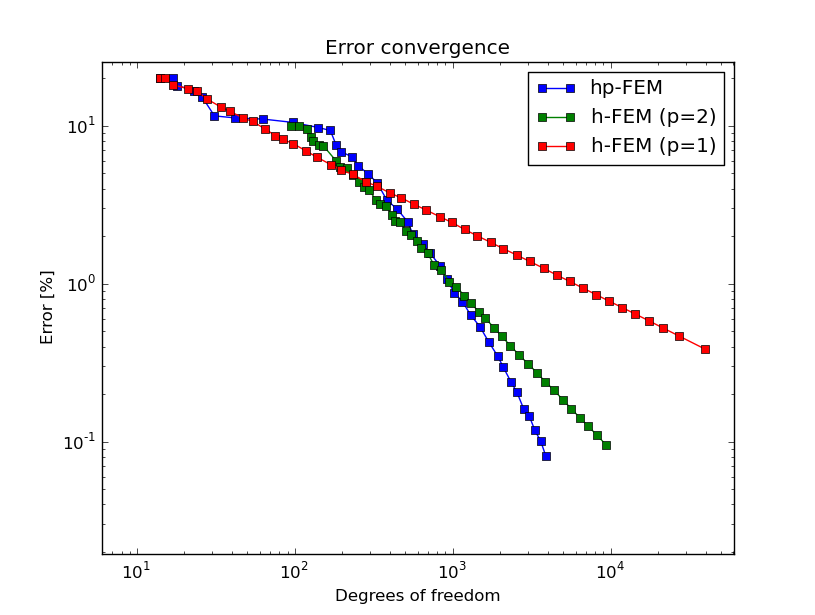 Error convergence
hp-FEM
h-FEM (p=2)
h-FEM (p=1)
Error [%]
10^1
10^0
10^-1
10^1 10^2 10^3 10^4
Degrees of freedom